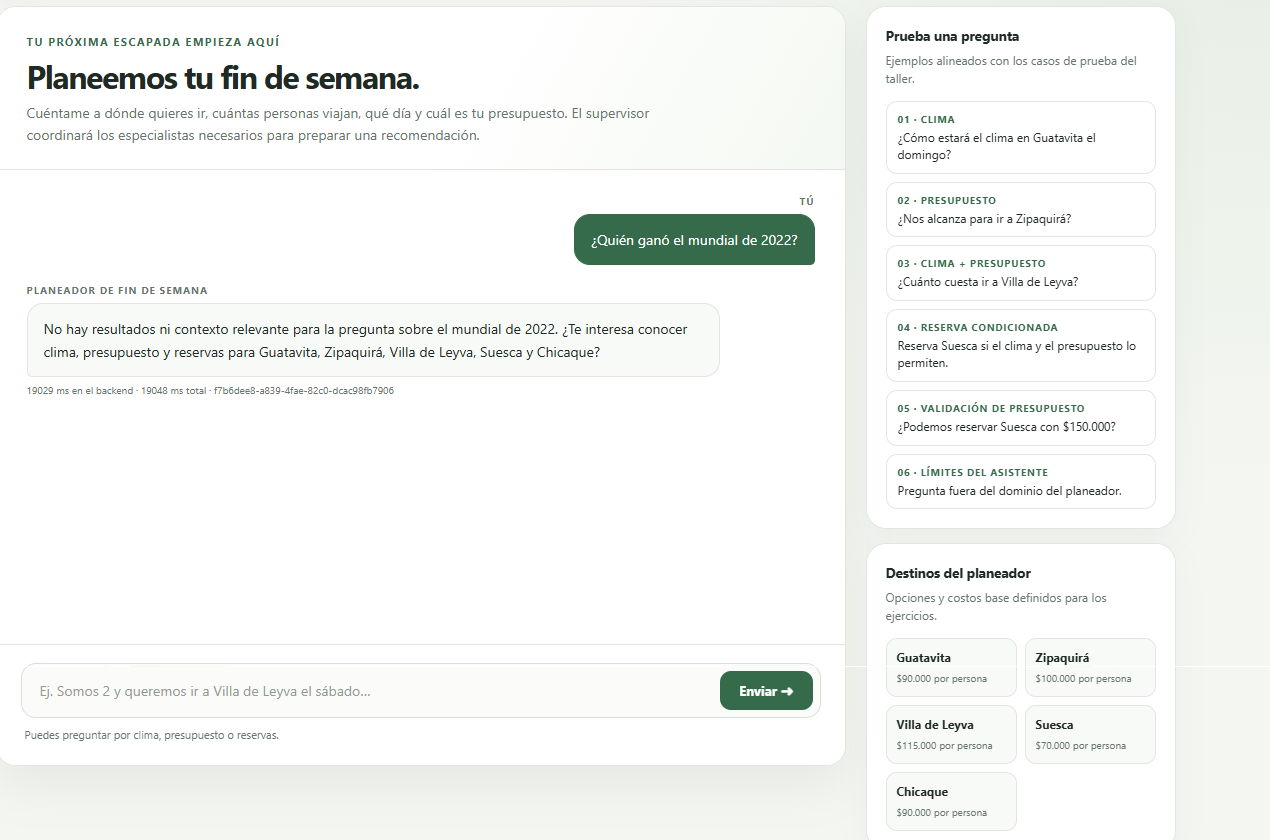 TU PRÓXIMA ESCAPADA EMPIEZA AQUÍ
Planeemos tu fin de semana.
Cuéntame a dónde quieres ir, cuántas personas viajan, qué día y cuál es tu presupuesto. El supervisor
coordinará los especialistas necesarios para preparar una recomendación.
TÚ
¿Quién ganó el mundial de 2022?
PLANEADOR DE FIN DE SEMANA
No hay resultados ni contexto relevante para la pregunta sobre el mundial de 2022. ¿Te interesa conocer
clima, presupuesto y reservas para Guatavita, Zipaquirá, Villa de Leyva, Suesca y Chicaque?
19029 ms en el backend · 19048 ms total · f7b6dee8-a839-4fae-82c0-dcac98fb7906
Ej. Somos 2 y queremos ir a Villa de Leyva el sábado...
Enviar ➜
Puedes preguntar por clima, presupuesto o reservas.
Prueba una pregunta
Ejemplos alineados con los casos de prueba del
taller.
01 · CLIMA
¿Cómo estará el clima en Guatavita el
domingo?
02 · PRESUPUESTO
¿Nos alcanza para ir a Zipaquirá?
03 · CLIMA + PRESUPUESTO
¿Cuánto cuesta ir a Villa de Leyva?
04 · RESERVA CONDICIONADA
Reserva Suesca si el clima y el presupuesto lo
permiten.
05 · VALIDACIÓN DE PRESUPUESTO
¿Podemos reservar Suesca con $150.000?
06 · LÍMITES DEL ASISTENTE
Pregunta fuera del dominio del planeador.
Destinos del planeador
Opciones y costos base definidos para los
ejercicios.
Guatavita
$90.000 por persona
Zipaquirá
$100.000 por persona
Villa de Leyva
$115.000 por persona
Suesca
$70.000 por persona
Chicaque
$90.000 por persona